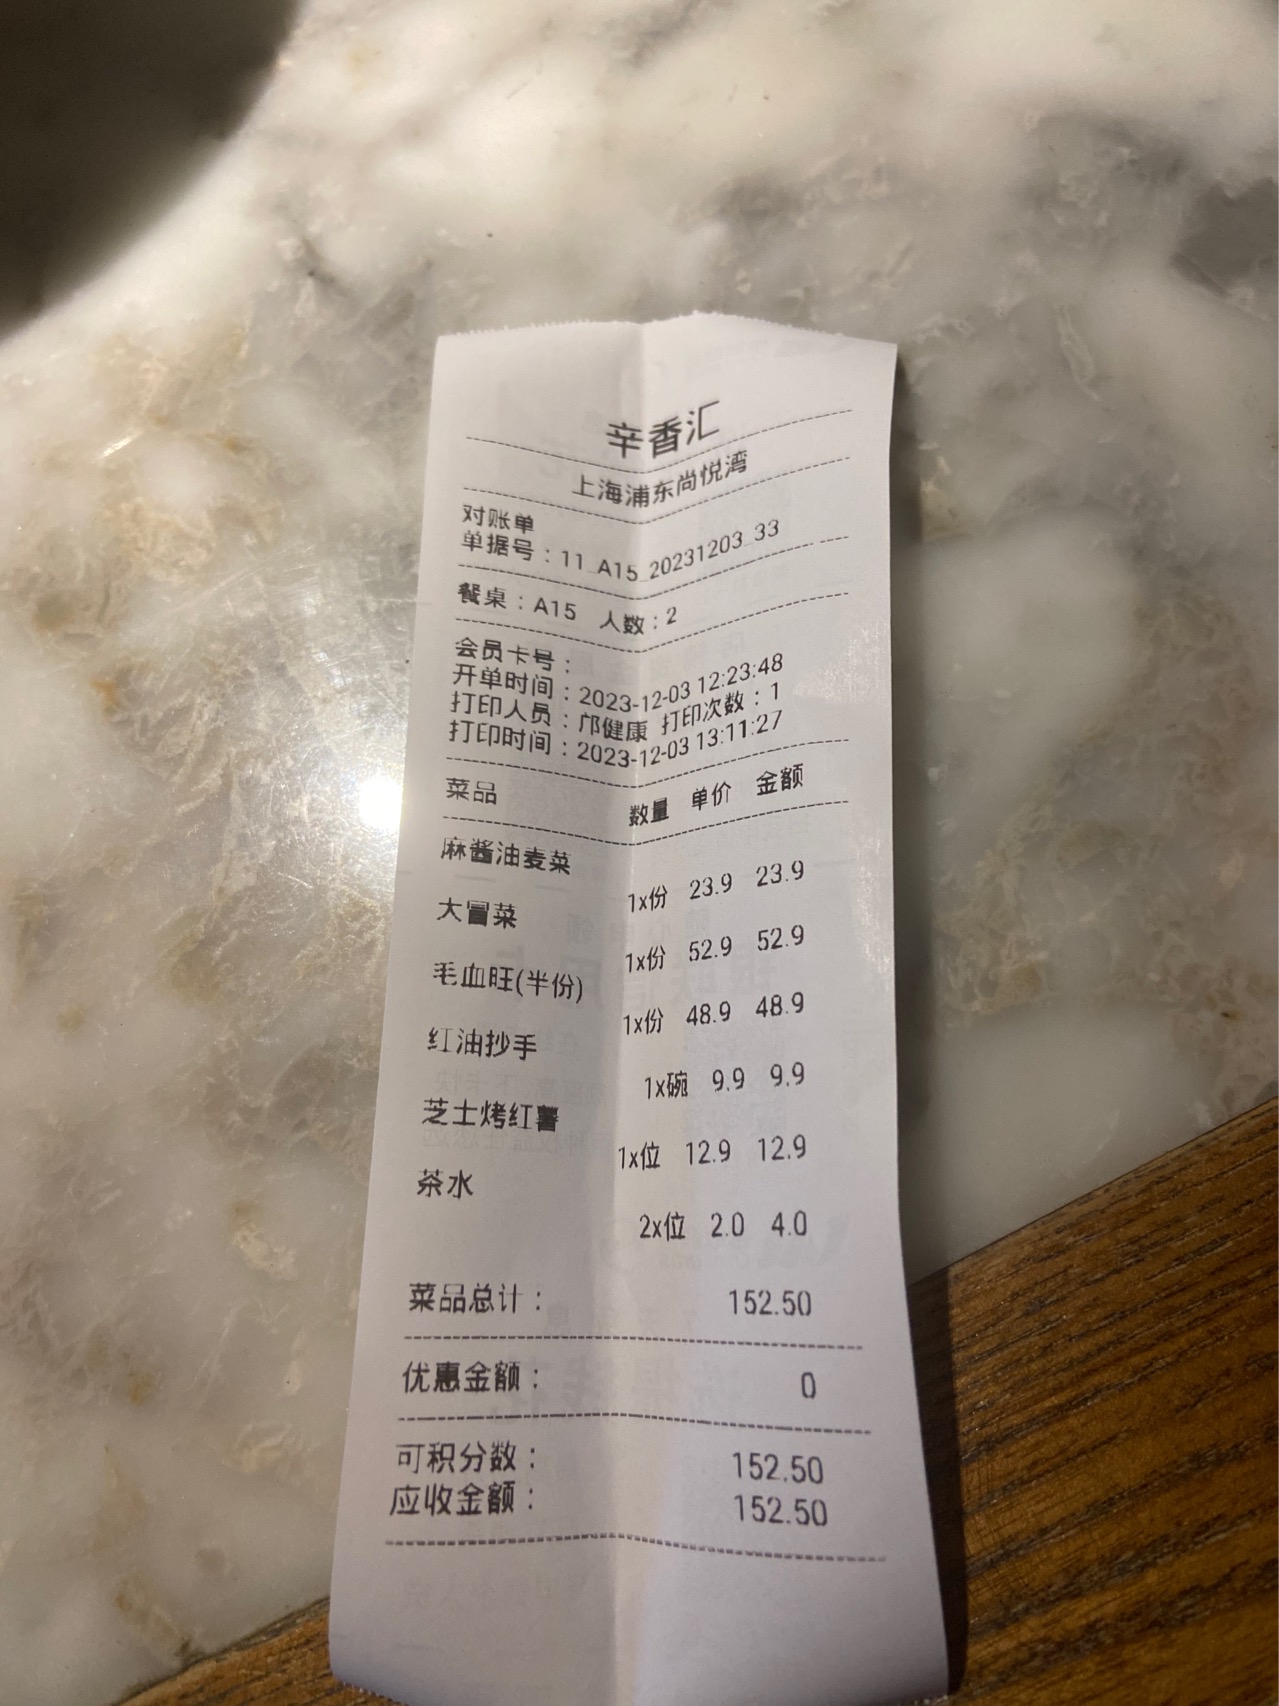 辛香汇
上海浦东尚悦湾
对账单
单据号：11_A15_20231203_33
餐桌：A15 人数：2
会员卡号：
开单时间：2023-12-03 12:23:48
打印人员：邝健康 打印次数：1
打印时间：2023-12-03 13:11:27
菜品 数量 单价 金额
麻酱油麦菜
1x份 23.9 23.9
大冒菜
1x份 52.9 52.9
毛血旺(半份)
1x份 48.9 48.9
红油抄手
1x碗 9.9 9.9
芝士烤红薯
1x位 12.9 12.9
茶水
2x位 2.0 4.0
菜品总计： 152.50
优惠金额： 0
可积分数： 152.50
应收金额： 152.50